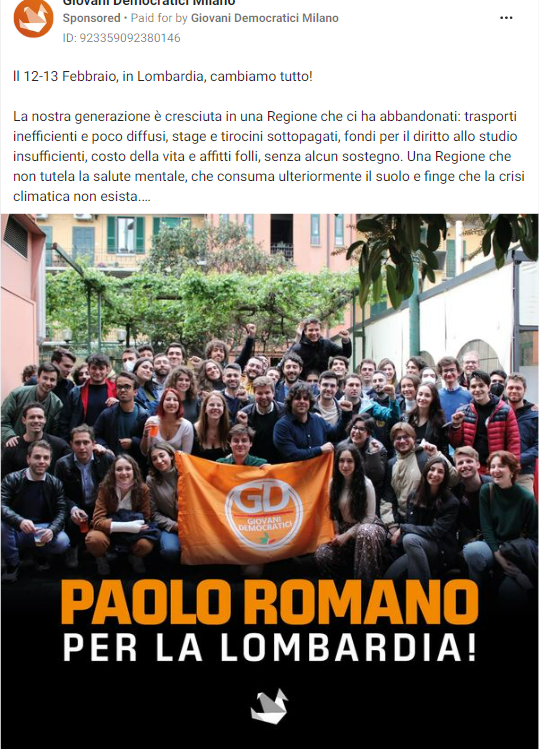 Giovani Democratici Milano
Sponsored • Paid for by Giovani Democratici Milano
ID: 923359092380146
Il 12-13 Febbraio, in Lombardia, cambiamo tutto!
La nostra generazione è cresciuta in una Regione che ci ha abbandonati: trasporti
inefficienti e poco diffusi, stage e tirocini sottopagati, fondi per il diritto allo studio
insufficienti, costo della vita e affitti folli, senza alcun sostegno. Una Regione che
non tutela la salute mentale, che consuma ulteriormente il suolo e finge che la crisi
climatica non esista....
GD
GIOVANI
DEMOCRATICI
PAOLO ROMANO
PER LA LOMBARDIA!